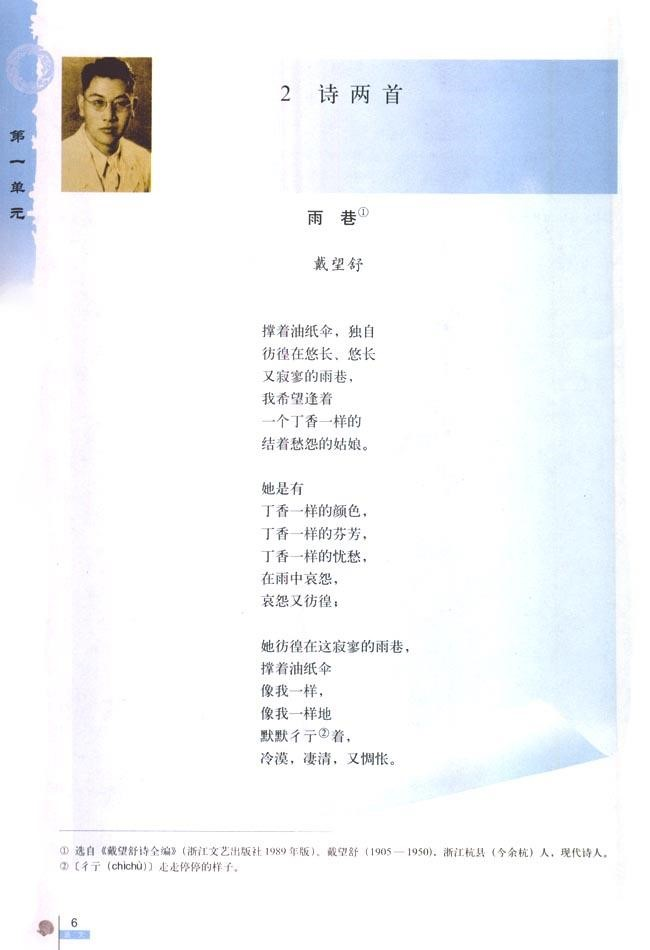 第一单元
2 诗两首
雨 巷①
戴望舒
撑着油纸伞，独自
彷徨在悠长、悠长
又寂寥的雨巷，
我希望逢着
一个丁香一样的
结着愁怨的姑娘。
她是有
丁香一样的颜色，
丁香一样的芬芳，
丁香一样的忧愁，
在雨中哀怨，
哀怨又彷徨；
她彷徨在这寂寥的雨巷，
撑着油纸伞
像我一样，
像我一样地
默默彳亍②着，
冷漠，凄清，又惆怅。
① 选自《戴望舒诗全编》（浙江文艺出版社1989年版）。戴望舒（1905—1950），浙江杭县（今余杭）人，现代诗人。
②〔彳亍（chìchù）〕走走停停的样子。
6
语 文